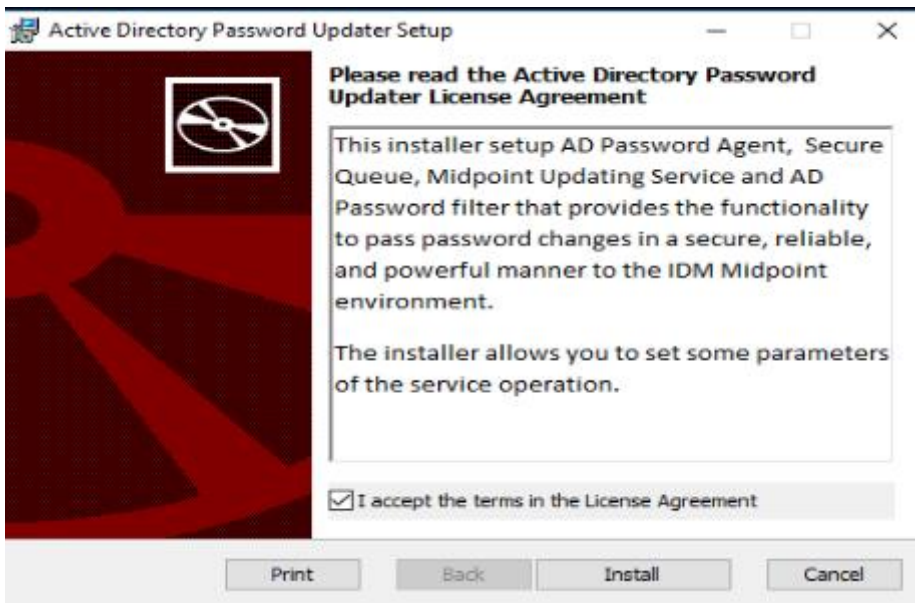 Active Directory Password Updater Setup
Please read the Active Directory Password
Updater License Agreement
This installer setup AD Password Agent, Secure
Queue, Midpoint Updating Service and AD
Password filter that provides the functionality
to pass password changes in a secure, reliable,
and powerful manner to the IDM Midpoint
environment.
The installer allows you to set some parameters
of the service operation.
I accept the terms in the License Agreement
Print Back Install Cancel